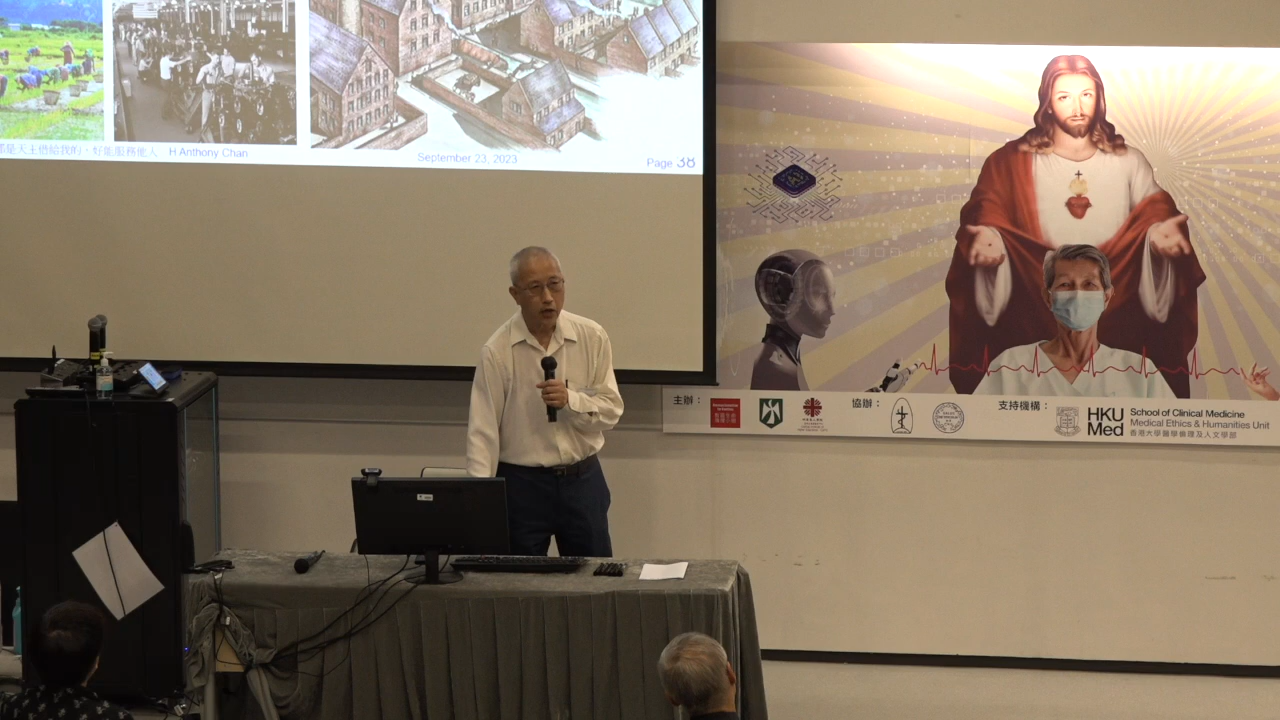 都是天主借給我的，好能服務他人 H Anthony Chan
September 23, 2023
Page 38
主辦：
協辦：
支持機構：
HKU
Med
School of Clinical Medicine
Medical Ethics & Humanities Unit
香港大學醫學倫理及人文學部